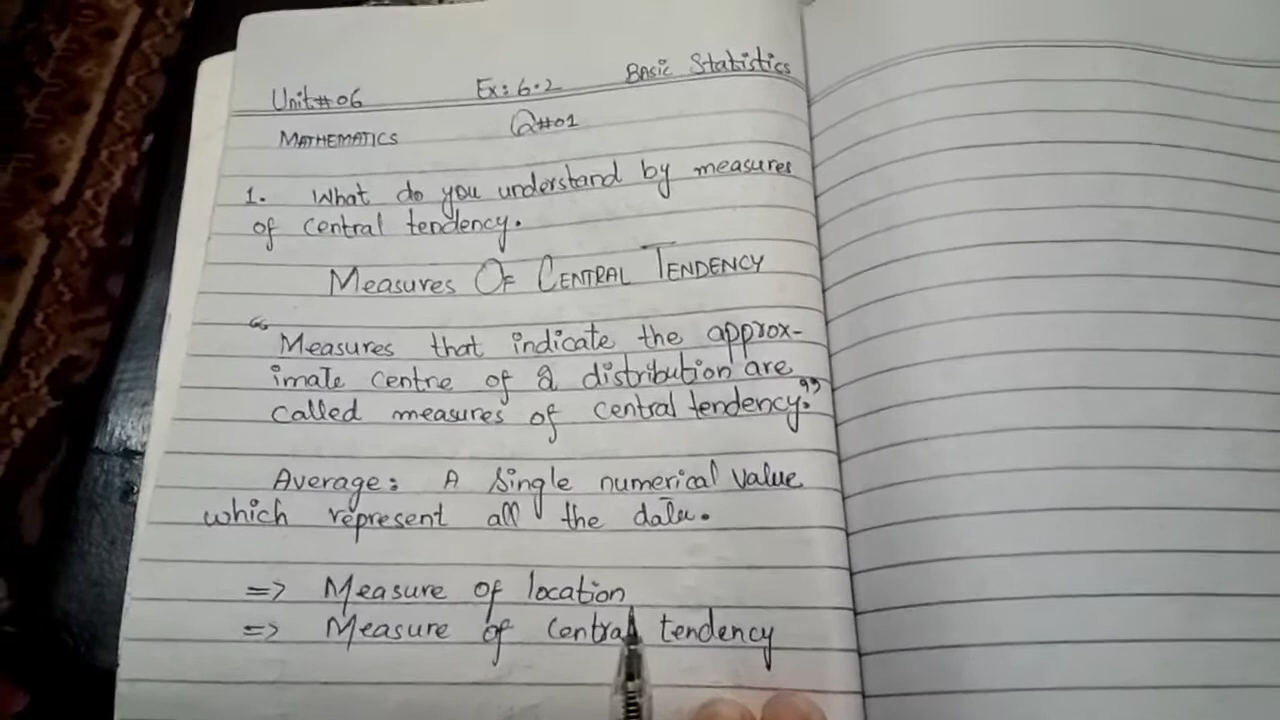 Unit#06 Ex: 6.2 Basic Statistics
MATHEMATICS Q#01
1. What do you understand by measures
of central tendency.
Measures Of CENTRAL TENDENCY
“Measures that indicate the approx-
imate centre of a distribution are
called measures of central tendency.”
Average: A Single numerical value
which represent all the data.
=> Measure of location
=> Measure of central tendency